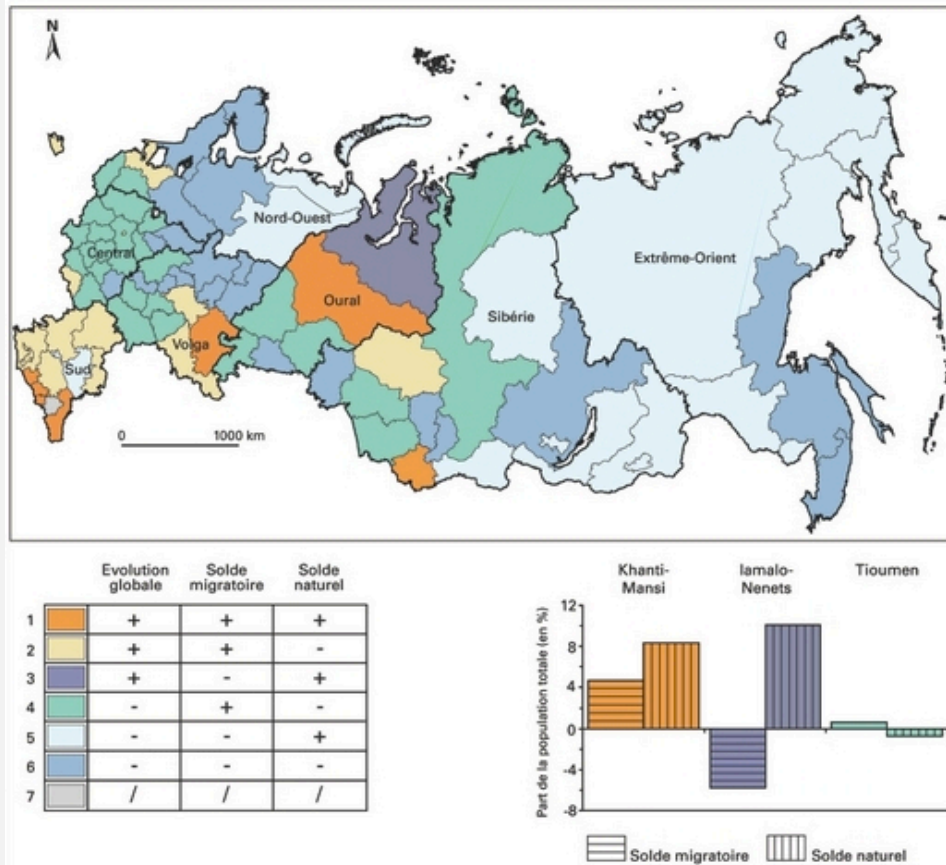 N
Nord-Ouest
Central
Extrême-Orient
Oural
Sibérie
Volga
Sud
0 1000 km
Evolution globale Solde migratoire Solde naturel
1 + + +
2 + + -
3 + - +
4 - + -
5 - - +
6 - - -
7 / / /
Khanti-Mansi Iamalo-Nenets Tioumen
Part de la population totale (en %)
12
8
4
0
-4
-8
Solde migratoire Solde naturel